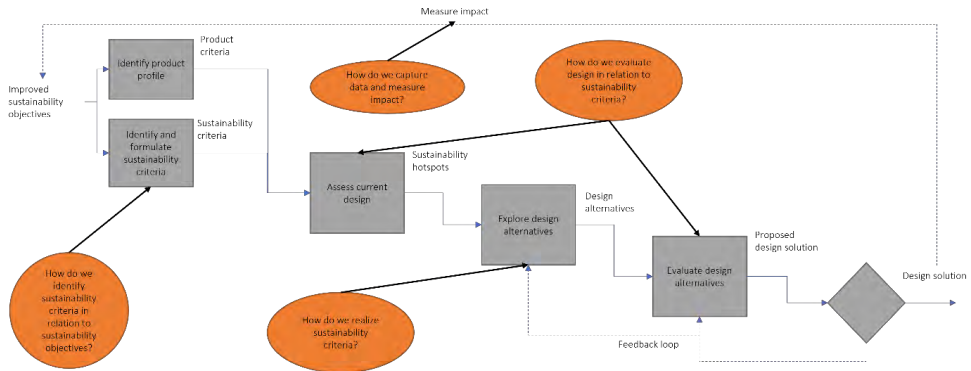 Measure impact
Product
criteria
Identify product
profile
How do we capture
data and measure
impact?
How do we evaluate
design in relation to
sustainability
criteria?
Improved
sustainability
objectives
Identify and
formulate
sustainability
criteria
Sustainability
criteria
Sustainability
hotspots
Assess current
design
Design
alternatives
Explore design
alternatives
Proposed
design solution
How do we
identify
sustainability
criteria in
relation to
sustainability
objectives?
Evaluate design
alternatives
Design solution
How do we realize
sustainability
criteria?
Feedback loop